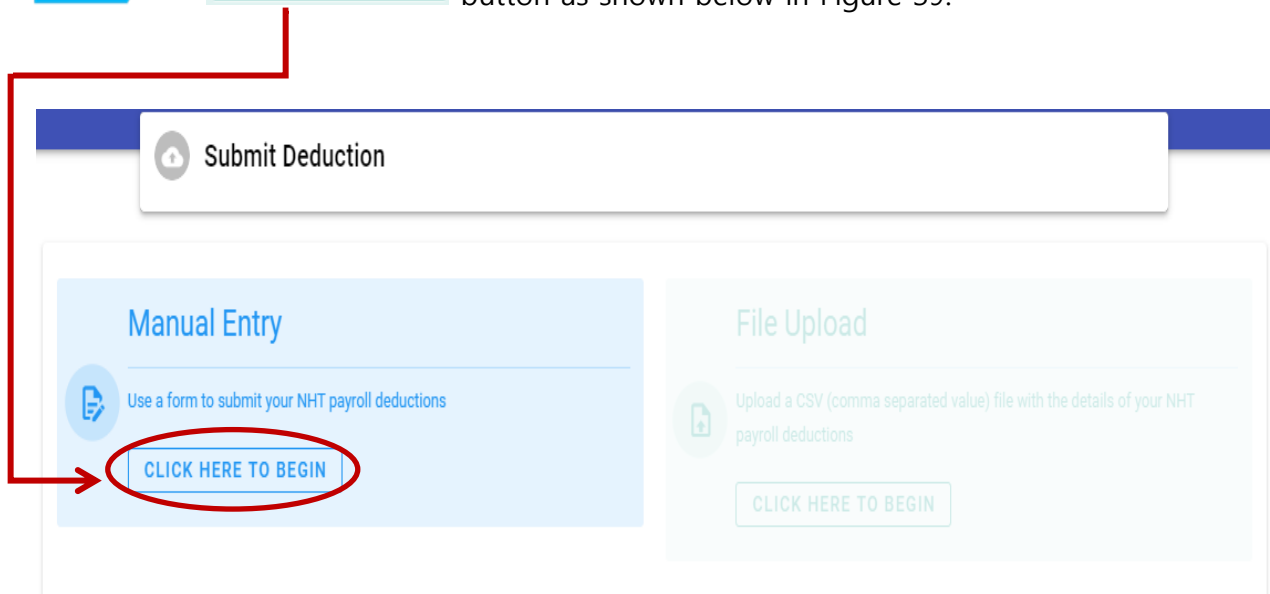 button as shown below in Figure 39.
Submit Deduction
Manual Entry
Use a form to submit your NHT payroll deductions
CLICK HERE TO BEGIN
File Upload
Upload a CSV (comma separated value) file with the details of your NHT
payroll deductions
CLICK HERE TO BEGIN